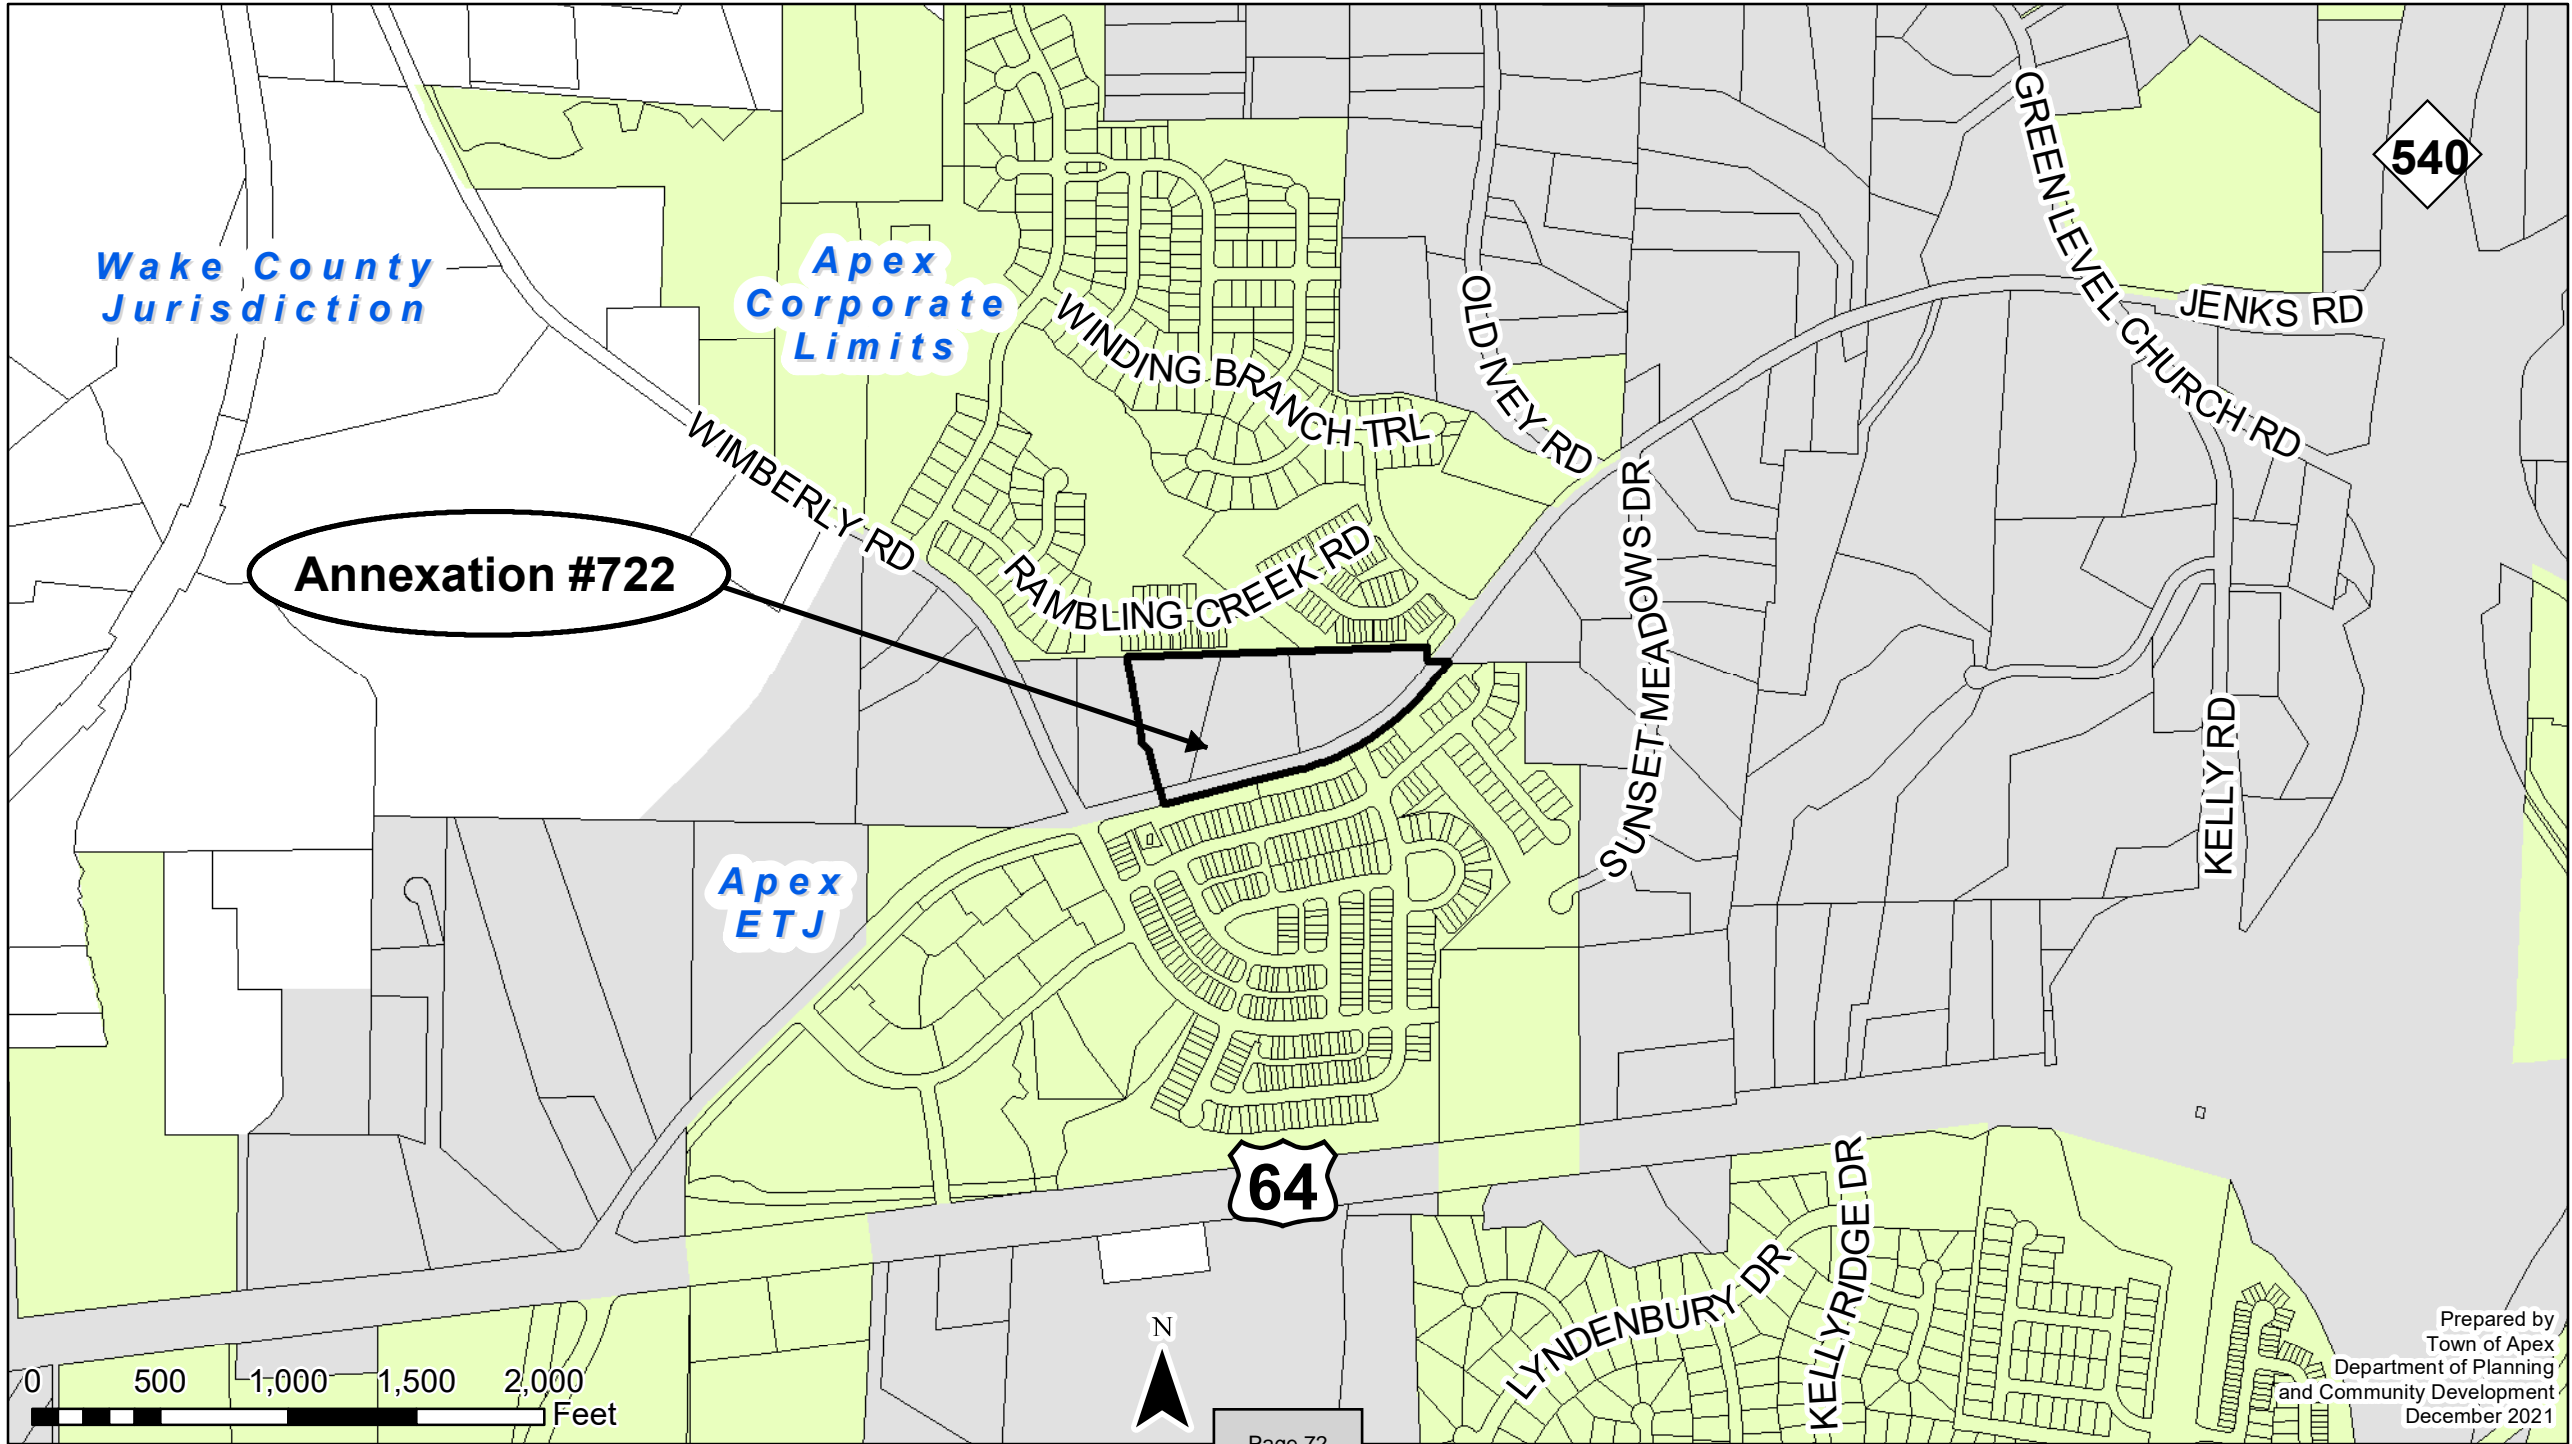 540
GREEN LEVEL CHURCH RD
Wake County
Jurisdiction
Apex
Corporate
Limits
JENKS RD
OLD IVEY RD
WINDING BRANCH TRL
WIMBERLY RD
SUNSET MEADOWS DR
Annexation #722
RAMBLING CREEK RD
KELLY RD
Apex
ETJ
64
KELLYRIDGE DR
LYNDENBURY DR
N
0 500 1,000 1,500 2,000
Feet
Prepared by
Town of Apex
Department of Planning
and Community Development
December 2021
Page 72